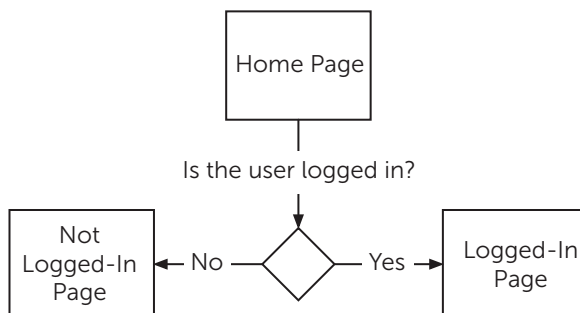 Home Page
Is the user logged in?
Not
Logged-In
Page
No
Yes
Logged-In
Page